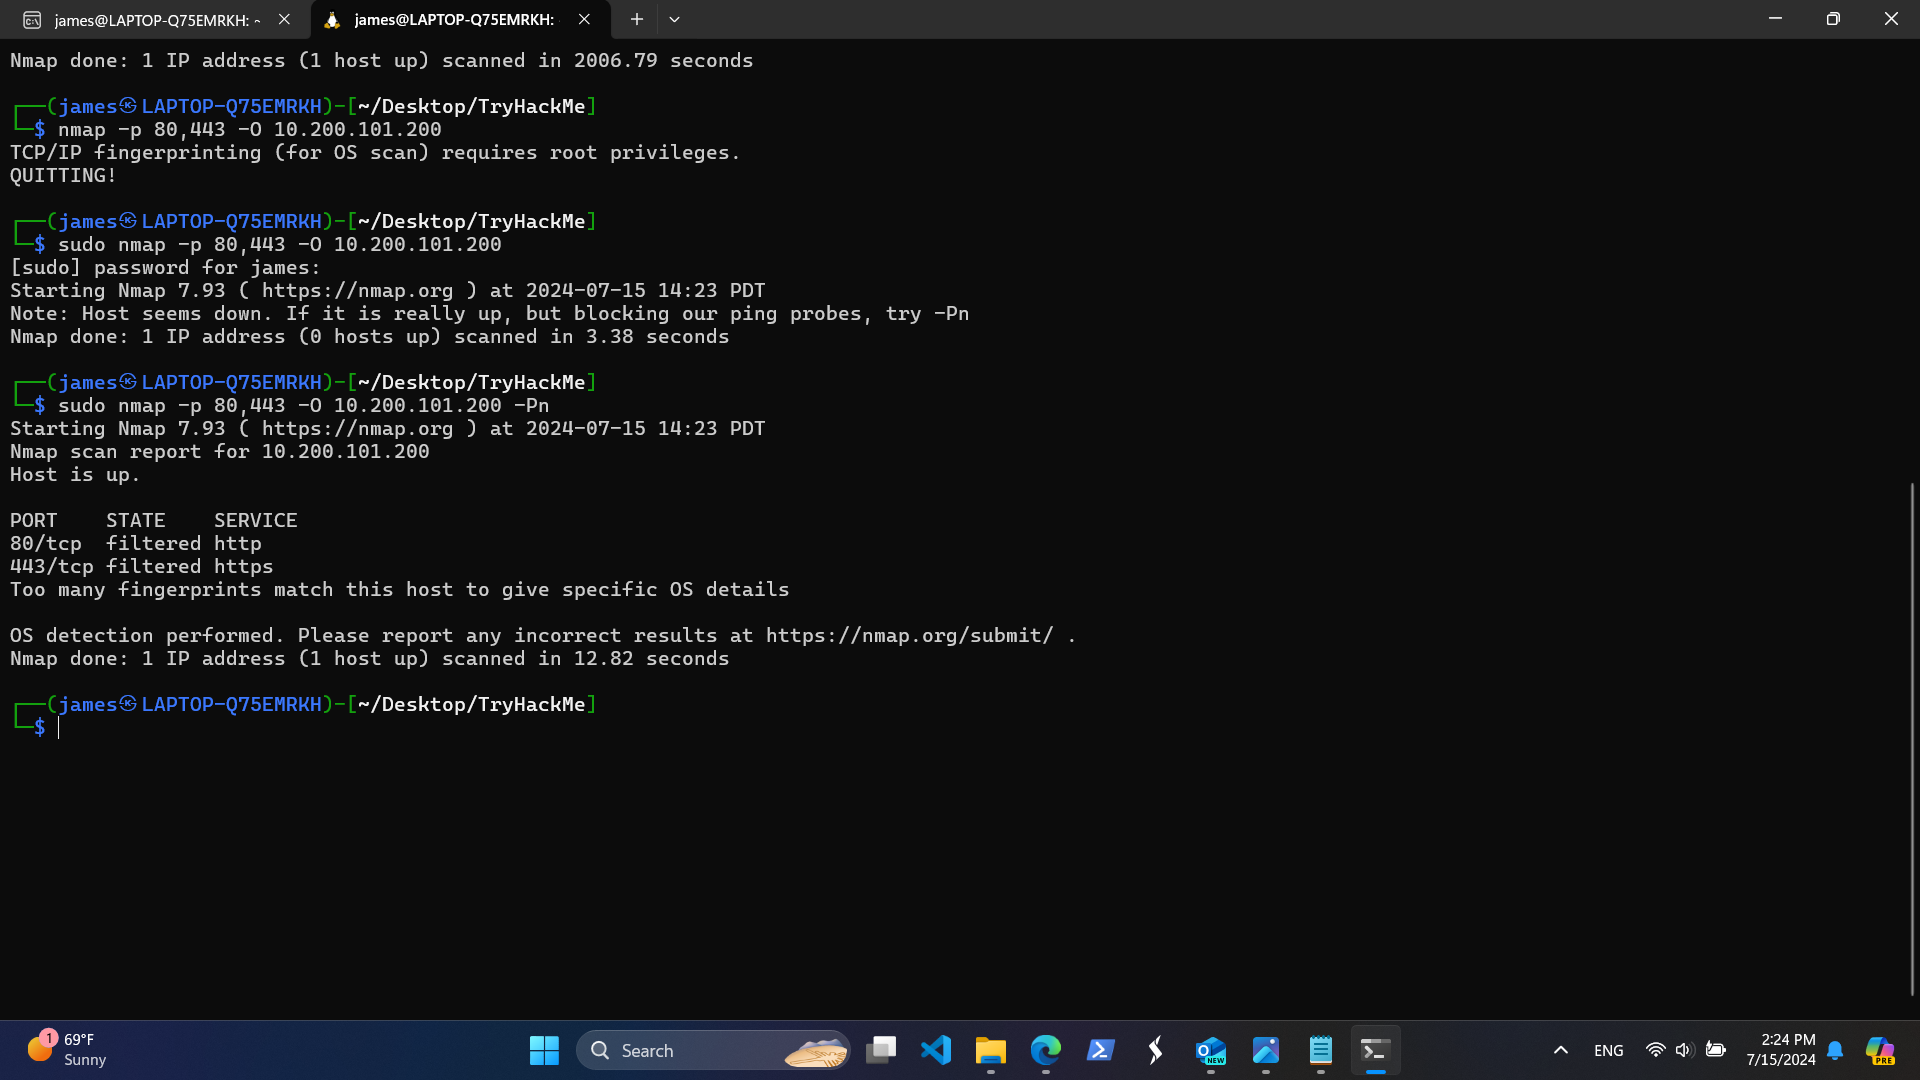 james@LAPTOP-Q75EMRKH: ~
james@LAPTOP-Q75EMRKH:
Nmap done: 1 IP address (1 host up) scanned in 2006.79 seconds
┌──(james㉿LAPTOP-Q75EMRKH)-[~/Desktop/TryHackMe]
└─$ nmap -p 80,443 -O 10.200.101.200
TCP/IP fingerprinting (for OS scan) requires root privileges.
QUITTING!
┌──(james㉿LAPTOP-Q75EMRKH)-[~/Desktop/TryHackMe]
└─$ sudo nmap -p 80,443 -O 10.200.101.200
[sudo] password for james:
Starting Nmap 7.93 ( https://nmap.org ) at 2024-07-15 14:23 PDT
Note: Host seems down. If it is really up, but blocking our ping probes, try -Pn
Nmap done: 1 IP address (0 hosts up) scanned in 3.38 seconds
┌──(james㉿LAPTOP-Q75EMRKH)-[~/Desktop/TryHackMe]
└─$ sudo nmap -p 80,443 -O 10.200.101.200 -Pn
Starting Nmap 7.93 ( https://nmap.org ) at 2024-07-15 14:23 PDT
Nmap scan report for 10.200.101.200
Host is up.
PORT    STATE    SERVICE
80/tcp  filtered http
443/tcp filtered https
Too many fingerprints match this host to give specific OS details
OS detection performed. Please report any incorrect results at https://nmap.org/submit/ .
Nmap done: 1 IP address (1 host up) scanned in 12.82 seconds
┌──(james㉿LAPTOP-Q75EMRKH)-[~/Desktop/TryHackMe]
└─$
1
69°F
Sunny
Search
NEW
ENG
2:24 PM
7/15/2024
PRE